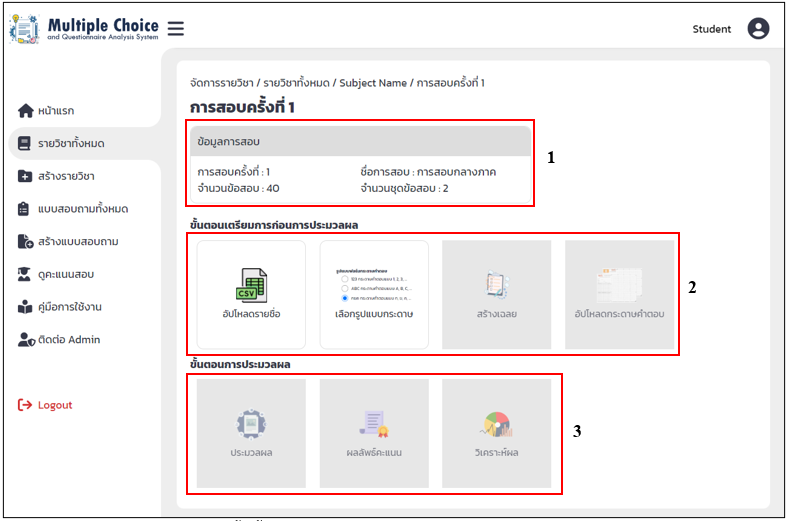 Multiple Choice
and Questionnaire Analysis System
Student
จัดการรายวิชา / รายวิชาทั้งหมด / Subject Name / การสอบครั้งที่ 1
การสอบครั้งที่ 1
หน้าแรก
รายวิชาทั้งหมด
สร้างรายวิชา
แบบสอบถามทั้งหมด
สร้างแบบสอบถาม
ดูคะแนนสอบ
คู่มือการใช้งาน
ติดต่อ Admin
Logout
ข้อมูลการสอบ
1
การสอบครั้งที่ : 1 ชื่อการสอบ : การสอบกลางภาค
จำนวนข้อสอบ : 40 จำนวนชุดข้อสอบ : 2
ขั้นตอนเตรียมการก่อนการประมวลผล
CSV
อัปโหลดรายชื่อ
เลือกรูปแบบกระดาษ
สร้างเฉลย
อัปโหลดกระดาษคำตอบ
2
ขั้นตอนการประมวลผล
ประมวลผล
ผลลัพธ์คะแนน
วิเคราะห์ผล
3